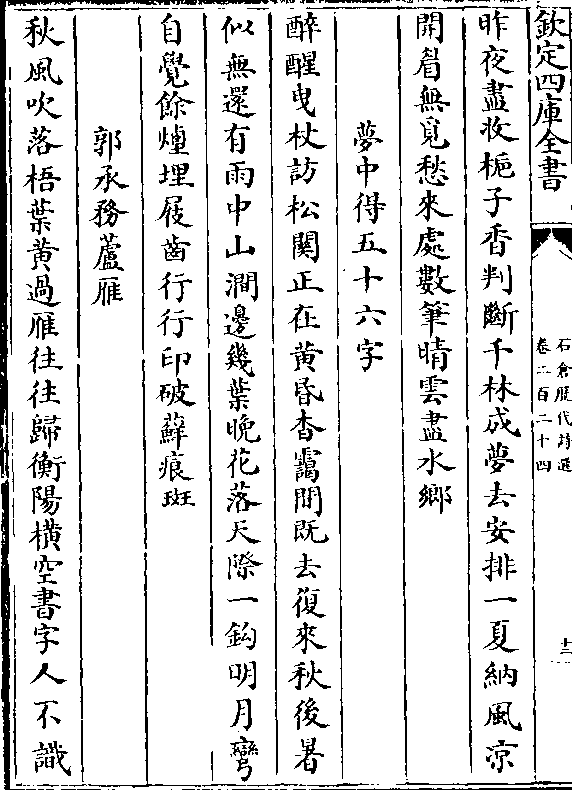 欽定四庫全書
石倉歷代詩選
卷二百二十四
十二
昨夜盡收梔子香判斷千林成夢去安排一夏納風凉
開眉無覓愁來處數筆晴雲盡水鄉
夢中得五十六字
醉醒曳杖訪松關正在黄昏杳靄間既去復來秋後暑
似無還有雨中山澗邊幾葉晚花落天際一鈎明月彎
自覺餘煙埋屐齒行行印破蘚痕斑
郭承務蘆雁
秋風吹落梧葉黄過雁往往歸衡陽横空書字人不識